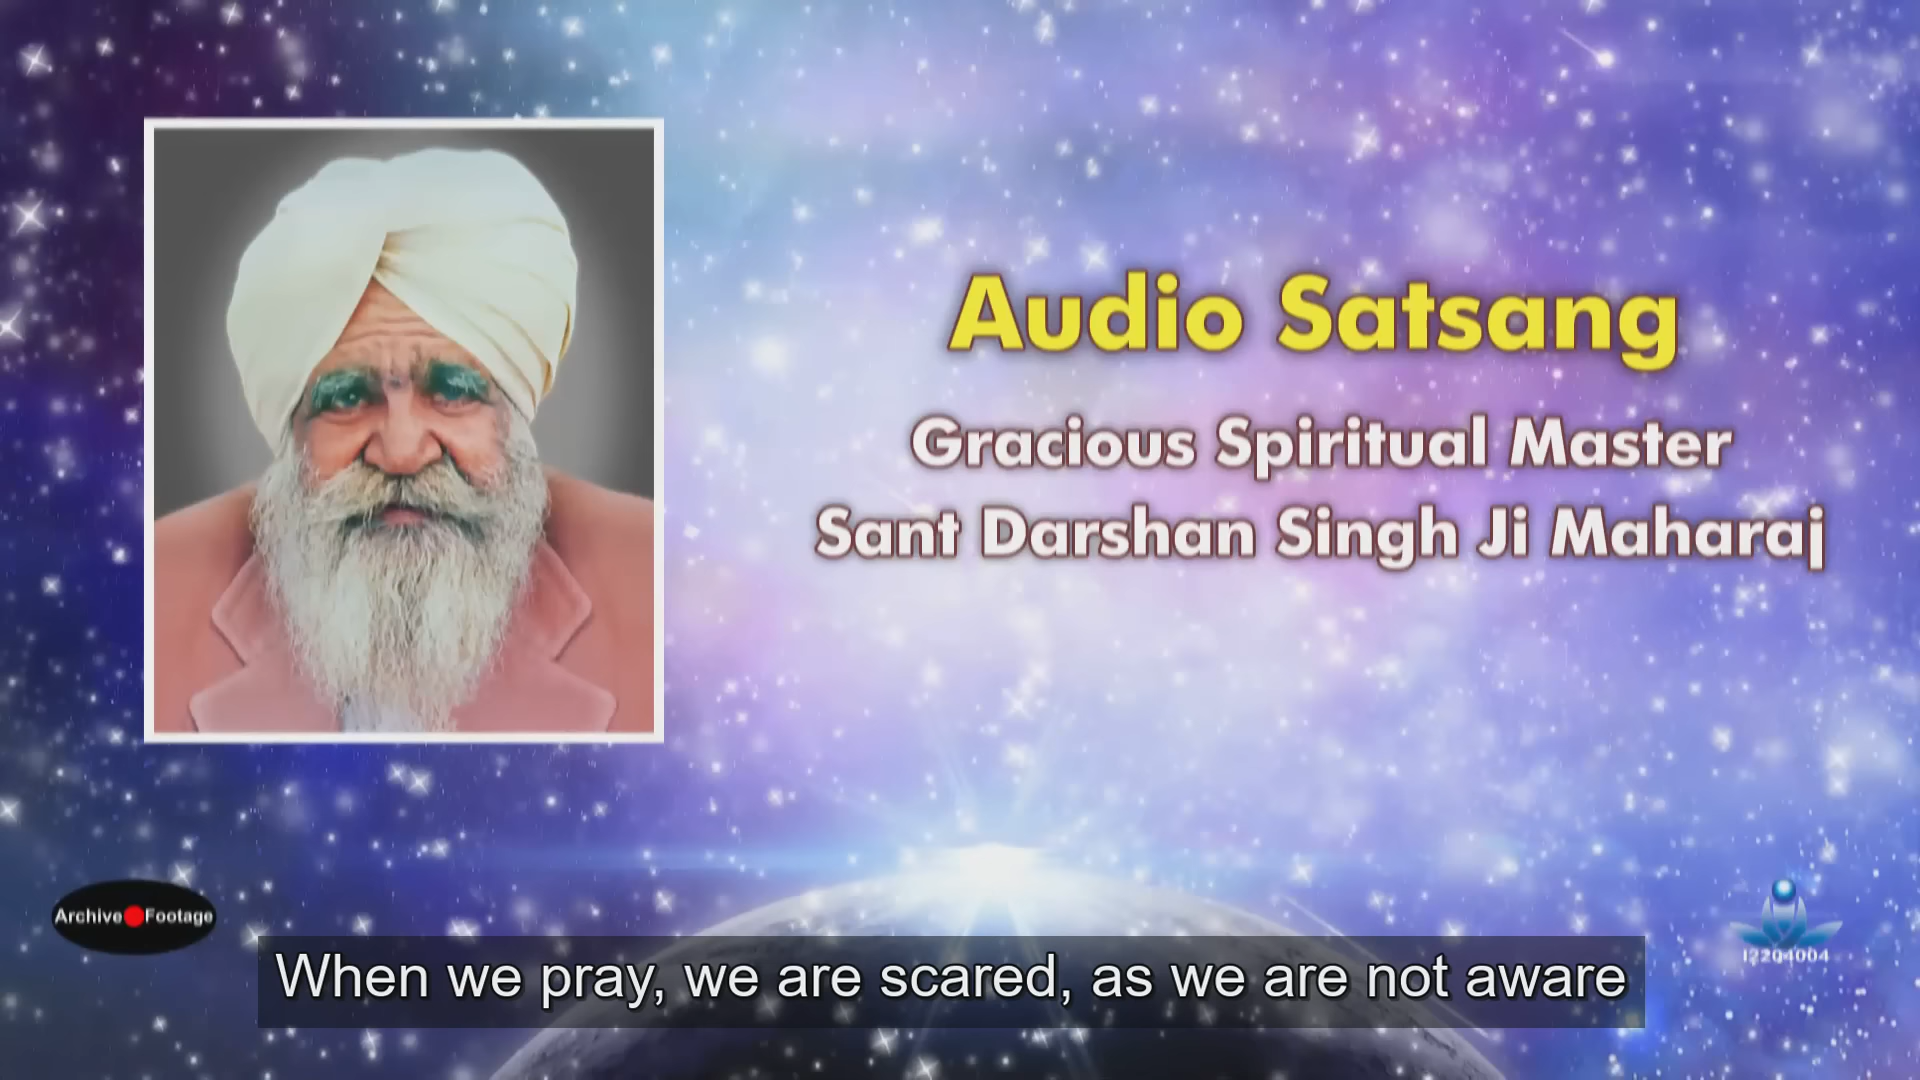 Audio Satsang
Gracious Spiritual Master
Sant Darshan Singh Ji Maharaj
Archive Footage
I2204004
When we pray, we are scared, as we are not aware